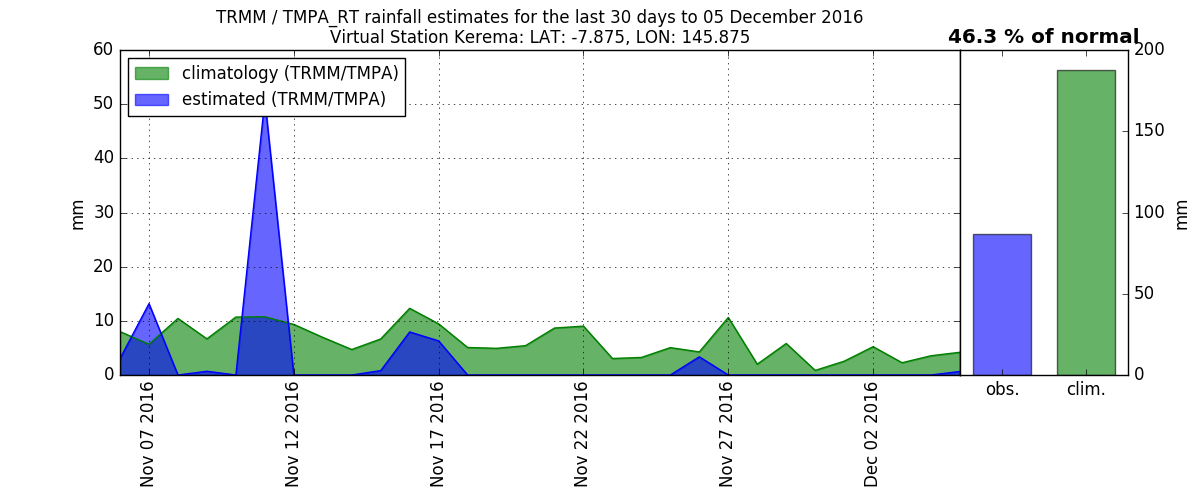 TRMM / TMPA_RT rainfall estimates for the last 30 days to 05 December 2016
Virtual Station Kerema: LAT: -7.875, LON: 145.875
46.3 % of normal
climatology (TRMM/TMPA)
estimated (TRMM/TMPA)
60
50
40
30
20
10
0
mm
Nov 07 2016
Nov 12 2016
Nov 17 2016
Nov 22 2016
Nov 27 2016
Dec 02 2016
200
150
100
50
0
mm
obs.
clim.